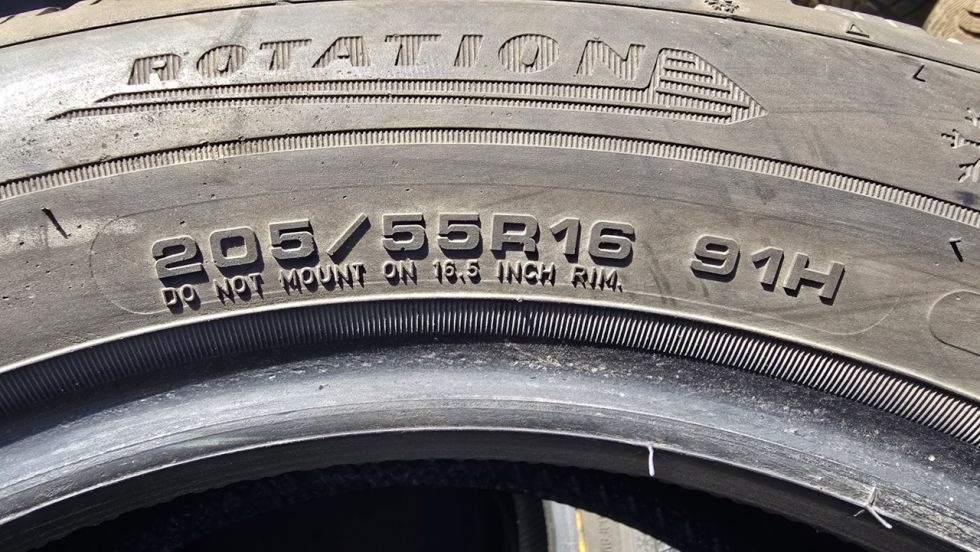 ROTATION
205/55R16 91H
DO NOT MOUNT ON 16.5 INCH RIM.